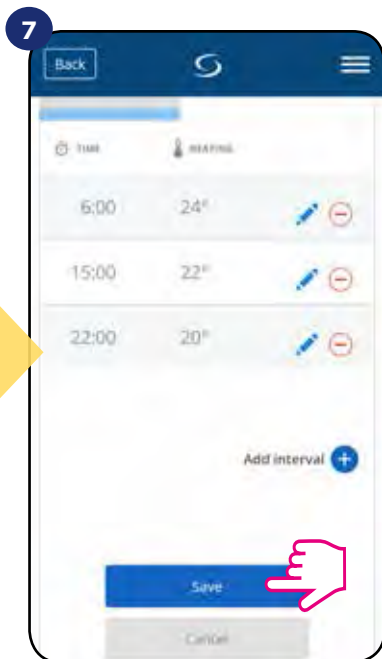 7
Back
TIME HEATING
6:00 24°
15:00 22°
22:00 20°
Add interval
Save
Cancel